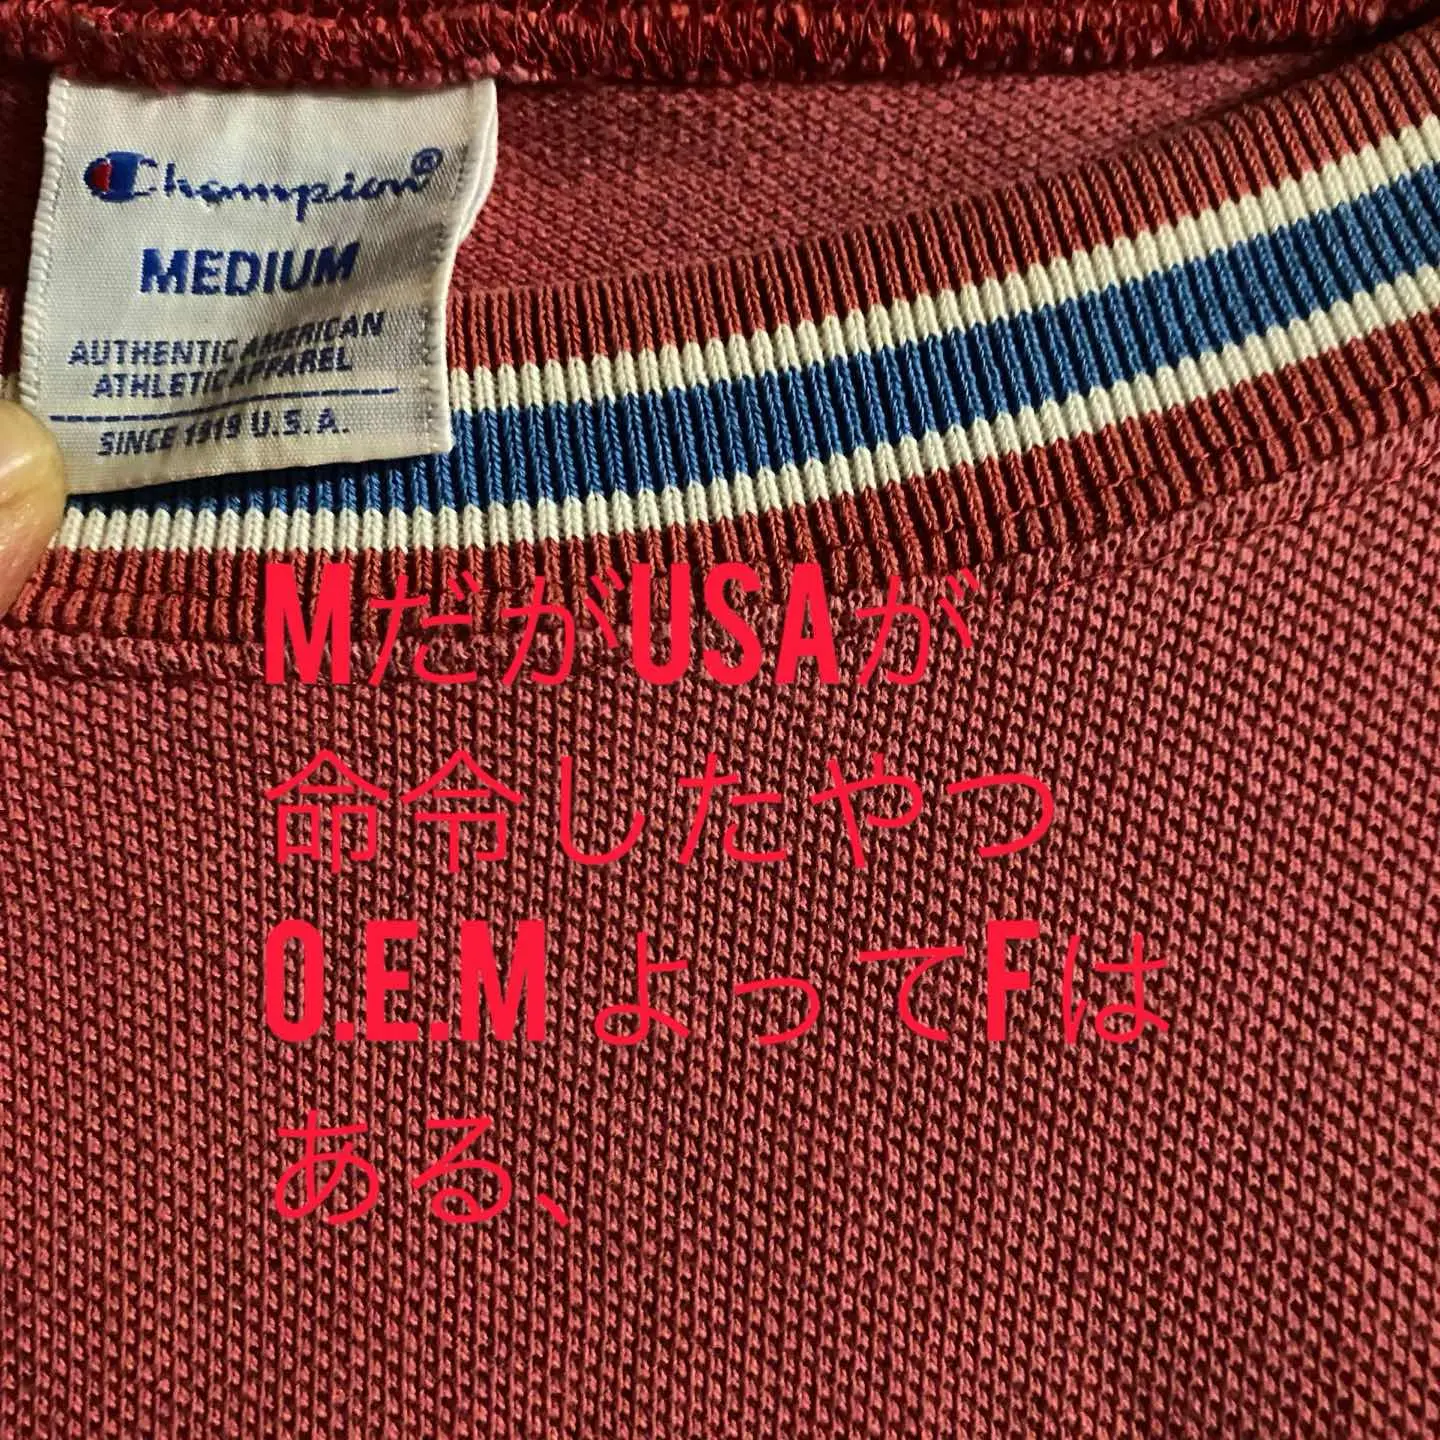 Champion®
MEDIUM
AUTHENTIC AMERICAN
ATHLETIC APPAREL
SINCE 1919 U.S.A.
MだがUSAが
命令したやつ
O.E.MよってFは
ある、